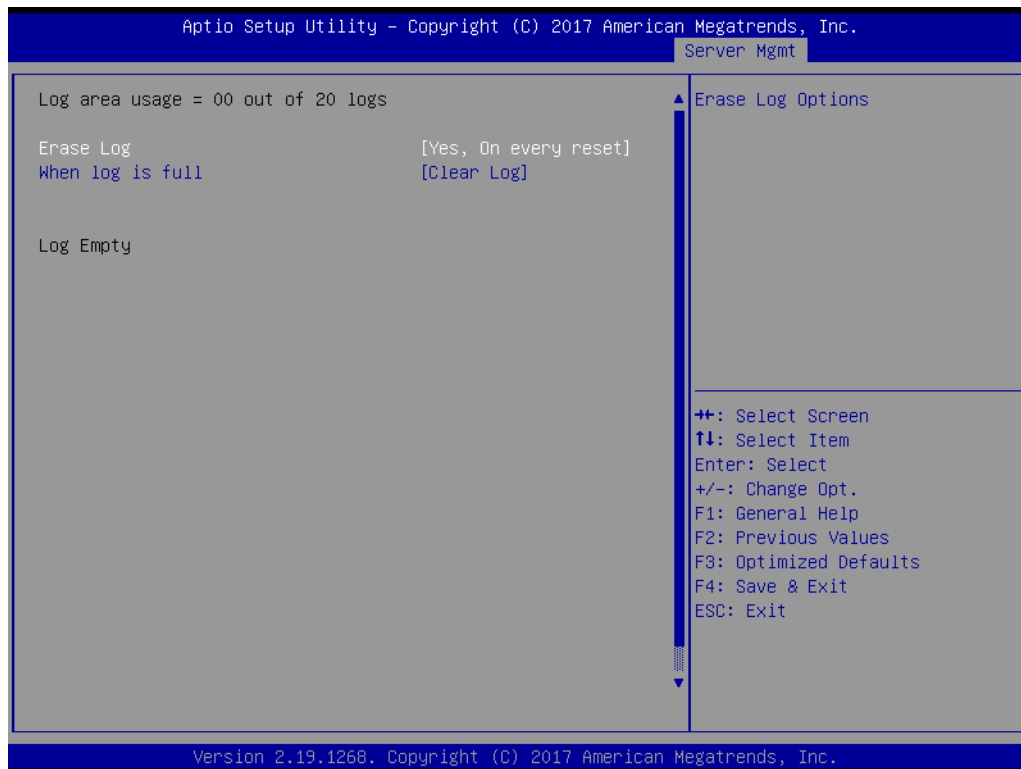 Aptio Setup Utility – Copyright (C) 2017 American Megatrends, Inc.
Server Mgmt
Log area usage = 00 out of 20 logs
Erase Log [Yes, On every reset]
When log is full [Clear Log]
Log Empty
Erase Log Options
→←: Select Screen
↑↓: Select Item
Enter: Select
+/-: Change Opt.
F1: General Help
F2: Previous Values
F3: Optimized Defaults
F4: Save & Exit
ESC: Exit
Version 2.19.1268. Copyright (C) 2017 American Megatrends, Inc.